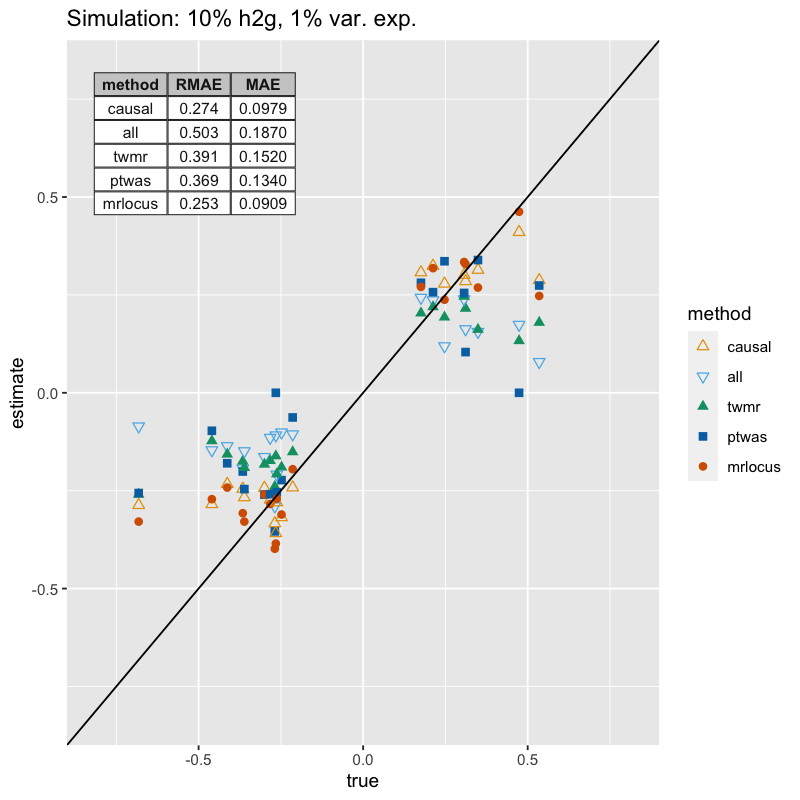 Simulation: 10% h2g, 1% var. exp.
method RMAE MAE
causal 0.274 0.0979
all 0.503 0.1870
twmr 0.391 0.1520
ptwas 0.369 0.1340
mrlocus 0.253 0.0909
0.5
0.0
-0.5
estimate
-0.5 0.0 0.5
true
method
causal
all
twmr
ptwas
mrlocus